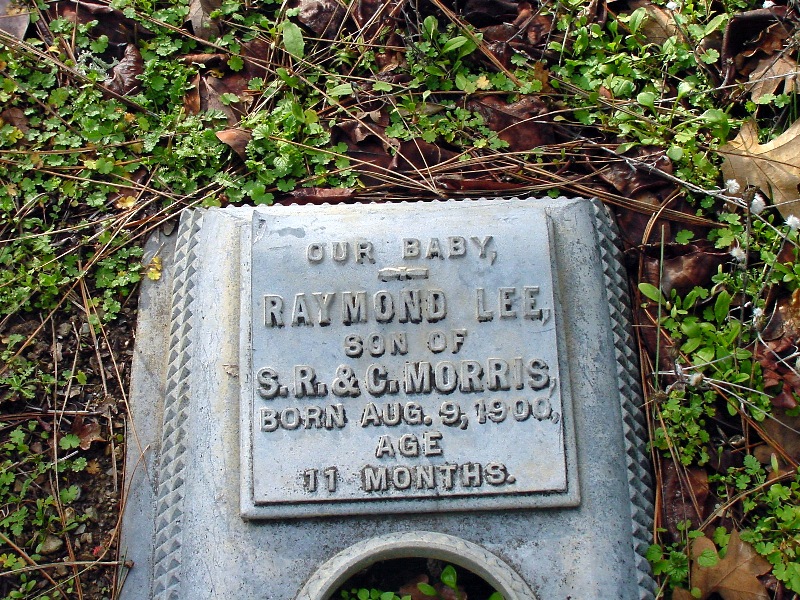 OUR BABY,
RAYMOND LEE,
SON OF
S.R. & C. MORRIS,
BORN AUG. 9, 1900,
AGE
11 MONTHS.